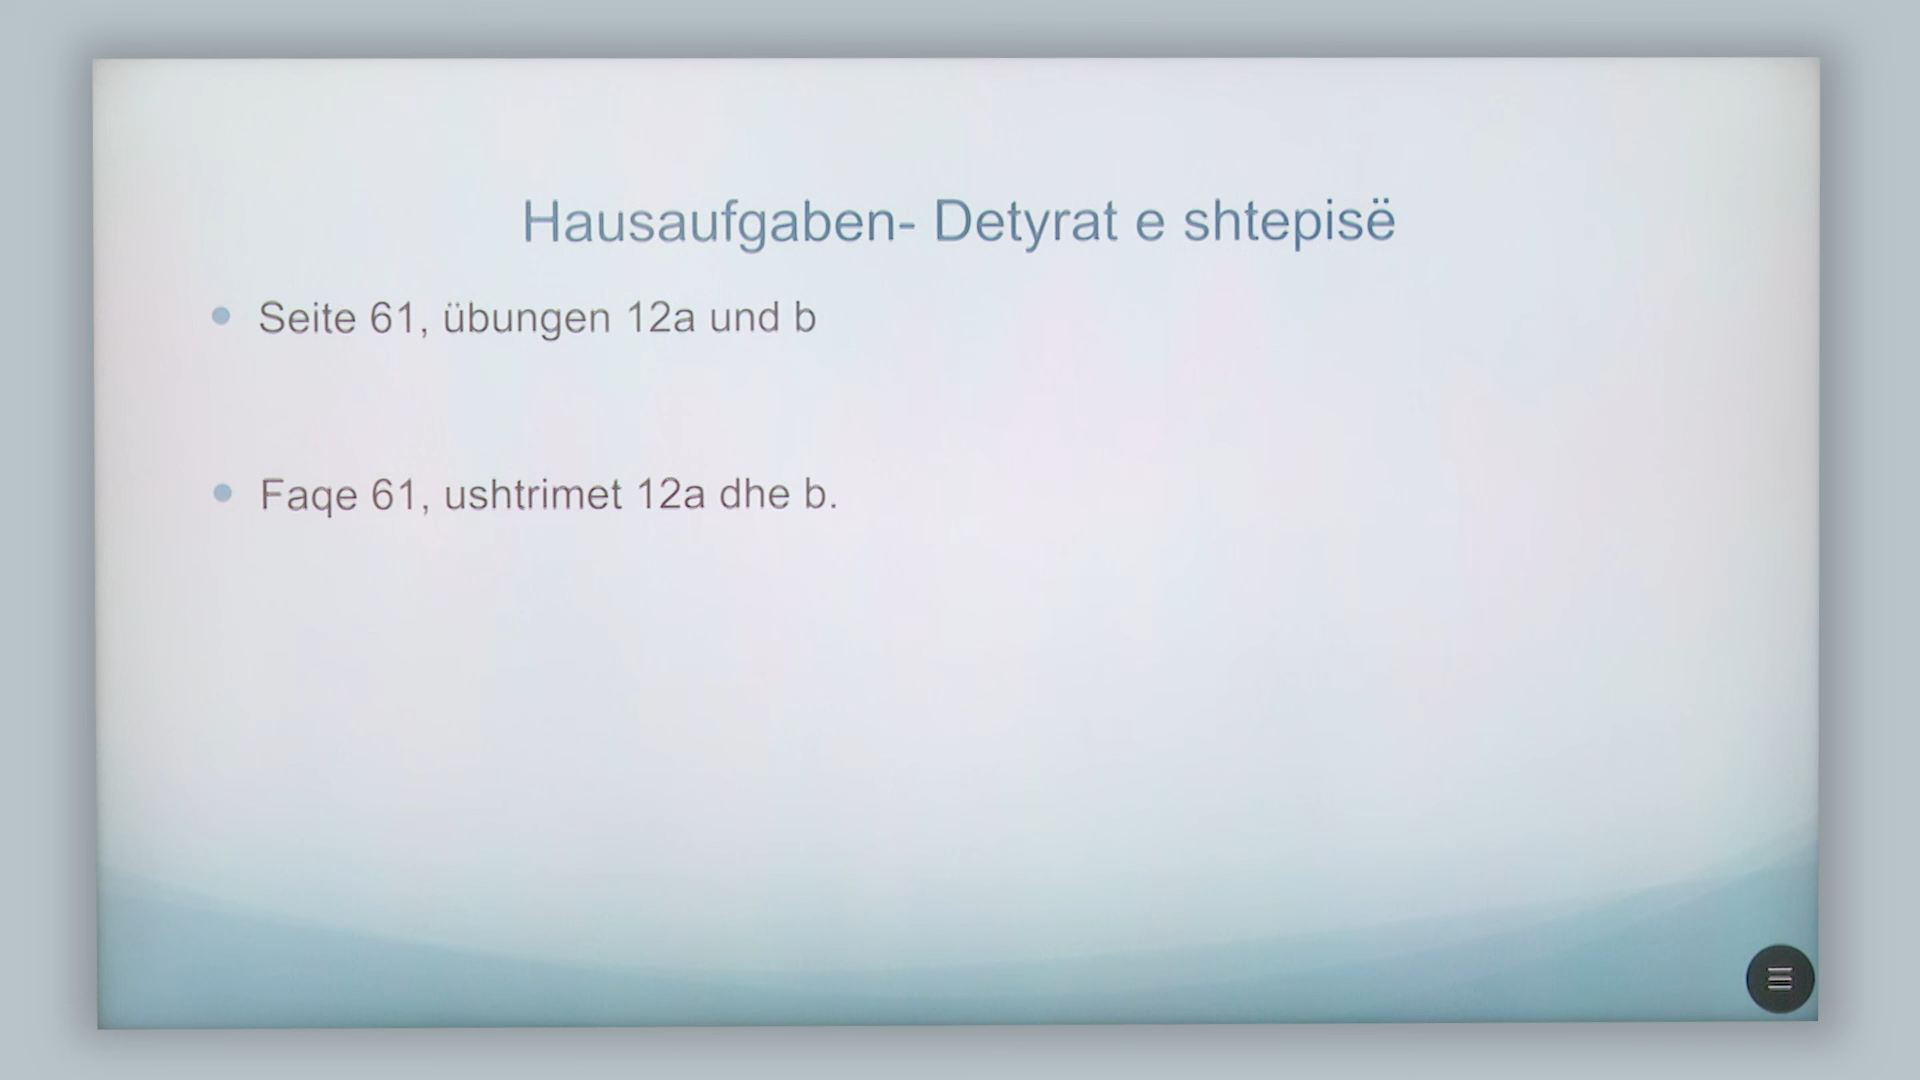 Hausaufgaben- Detyrat e shtepisë
Seite 61, übungen 12a und b
Faqe 61, ushtrimet 12a dhe b.